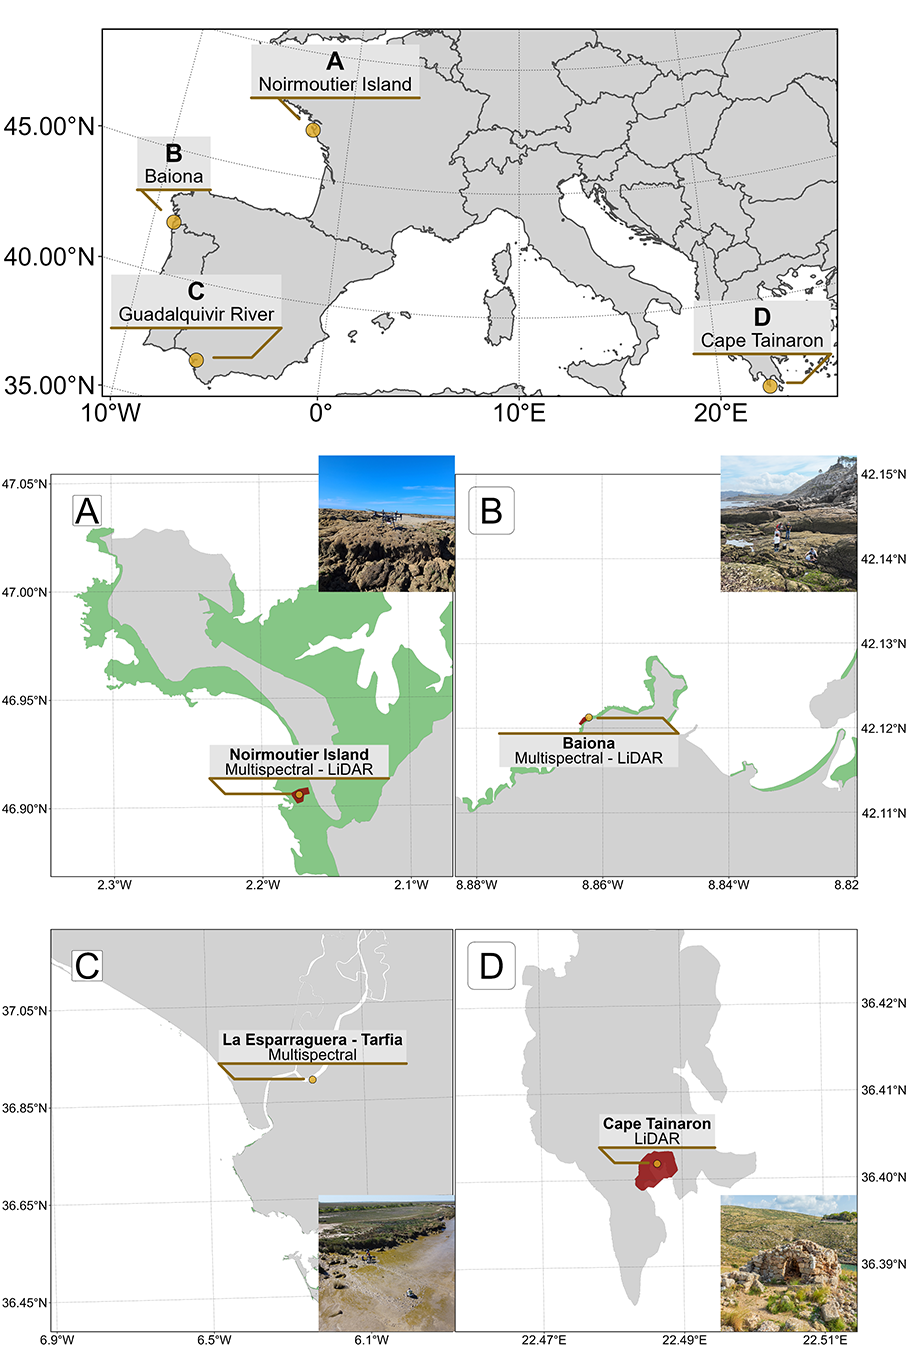 A
Noirmoutier Island
45.00°N
B
Baiona
40.00°N
C
Guadalquivir River
D
Cape Tainaron
35.00°N
10°W
0°
10°E
20°E
47.05°N
A
47.00°N
46.95°N
Noirmoutier Island
Multispectral - LiDAR
46.90°N
2.3°W
2.2°W
2.1°W
B
42.15°N
42.14°N
42.13°N
42.12°N
Baiona
Multispectral - LiDAR
42.11°N
8.88°W
8.86°W
8.84°W
8.82
C
37.05°N
La Esparraguera - Tarfia
Multispectral
36.85°N
36.65°N
36.45°N
6.9°W
6.5°W
6.1°W
D
36.42°N
36.41°N
Cape Tainaron
LiDAR
36.40°N
36.39°N
22.47°E
22.49°E
22.51°E